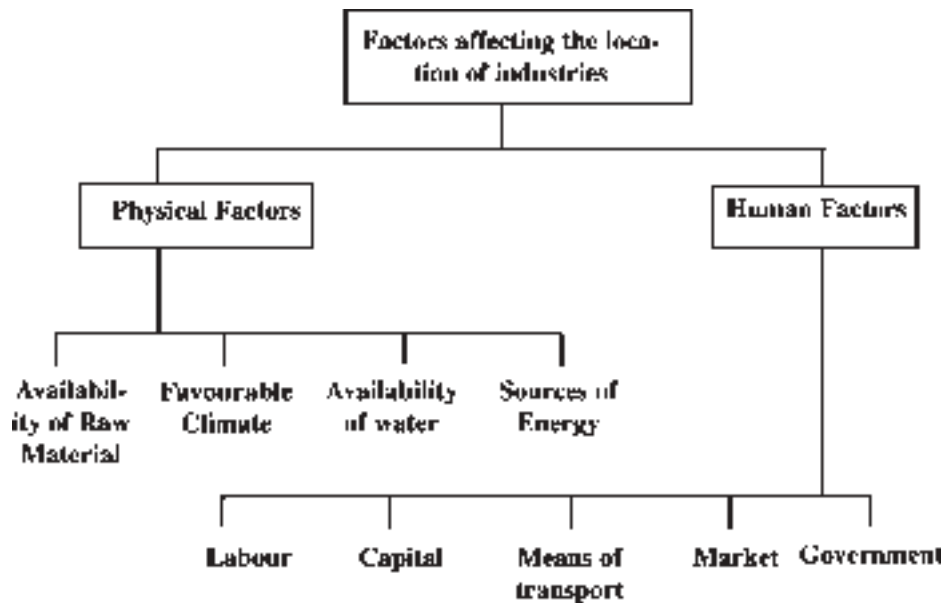 Factors affecting the loca-
tion of industries
Physical Factors
Human Factors
Availabil-
ity of Raw
Material
Favourable
Climate
Availability
of water
Sources of
Energy
Labour
Capital
Means of
transport
Market
Government